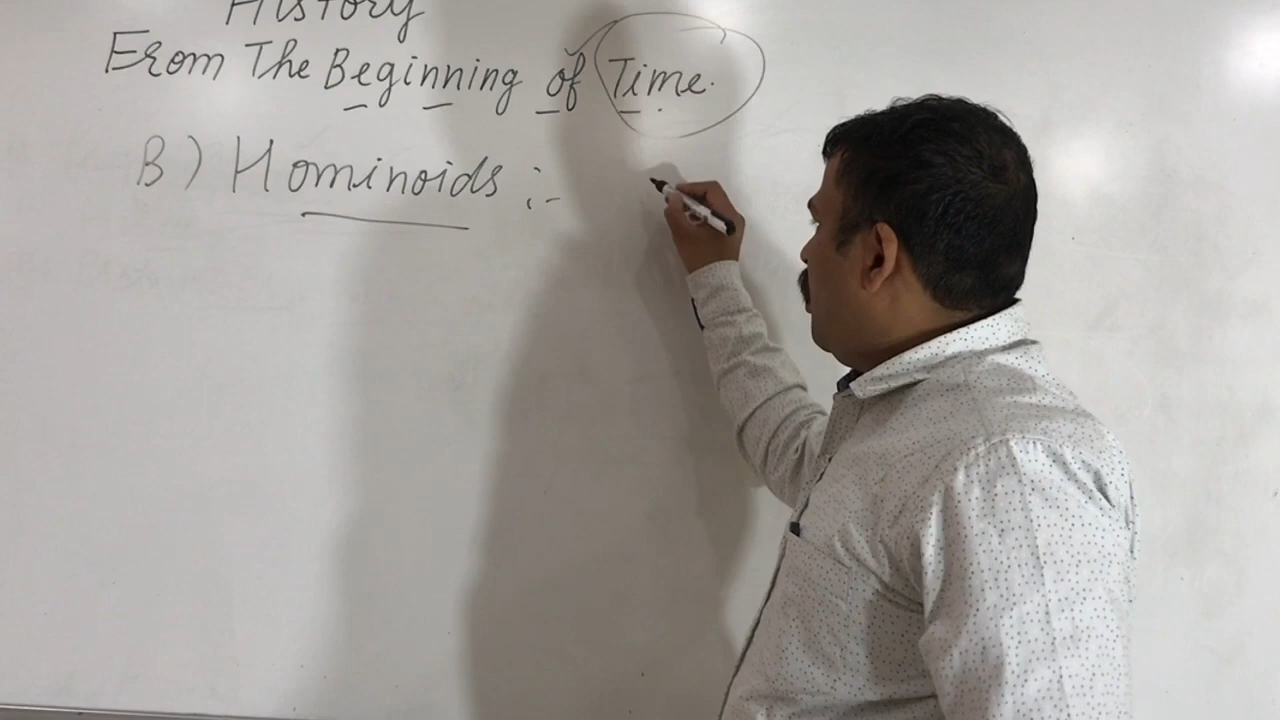 History
From The Beginning of Time.
B) Hominoids :-